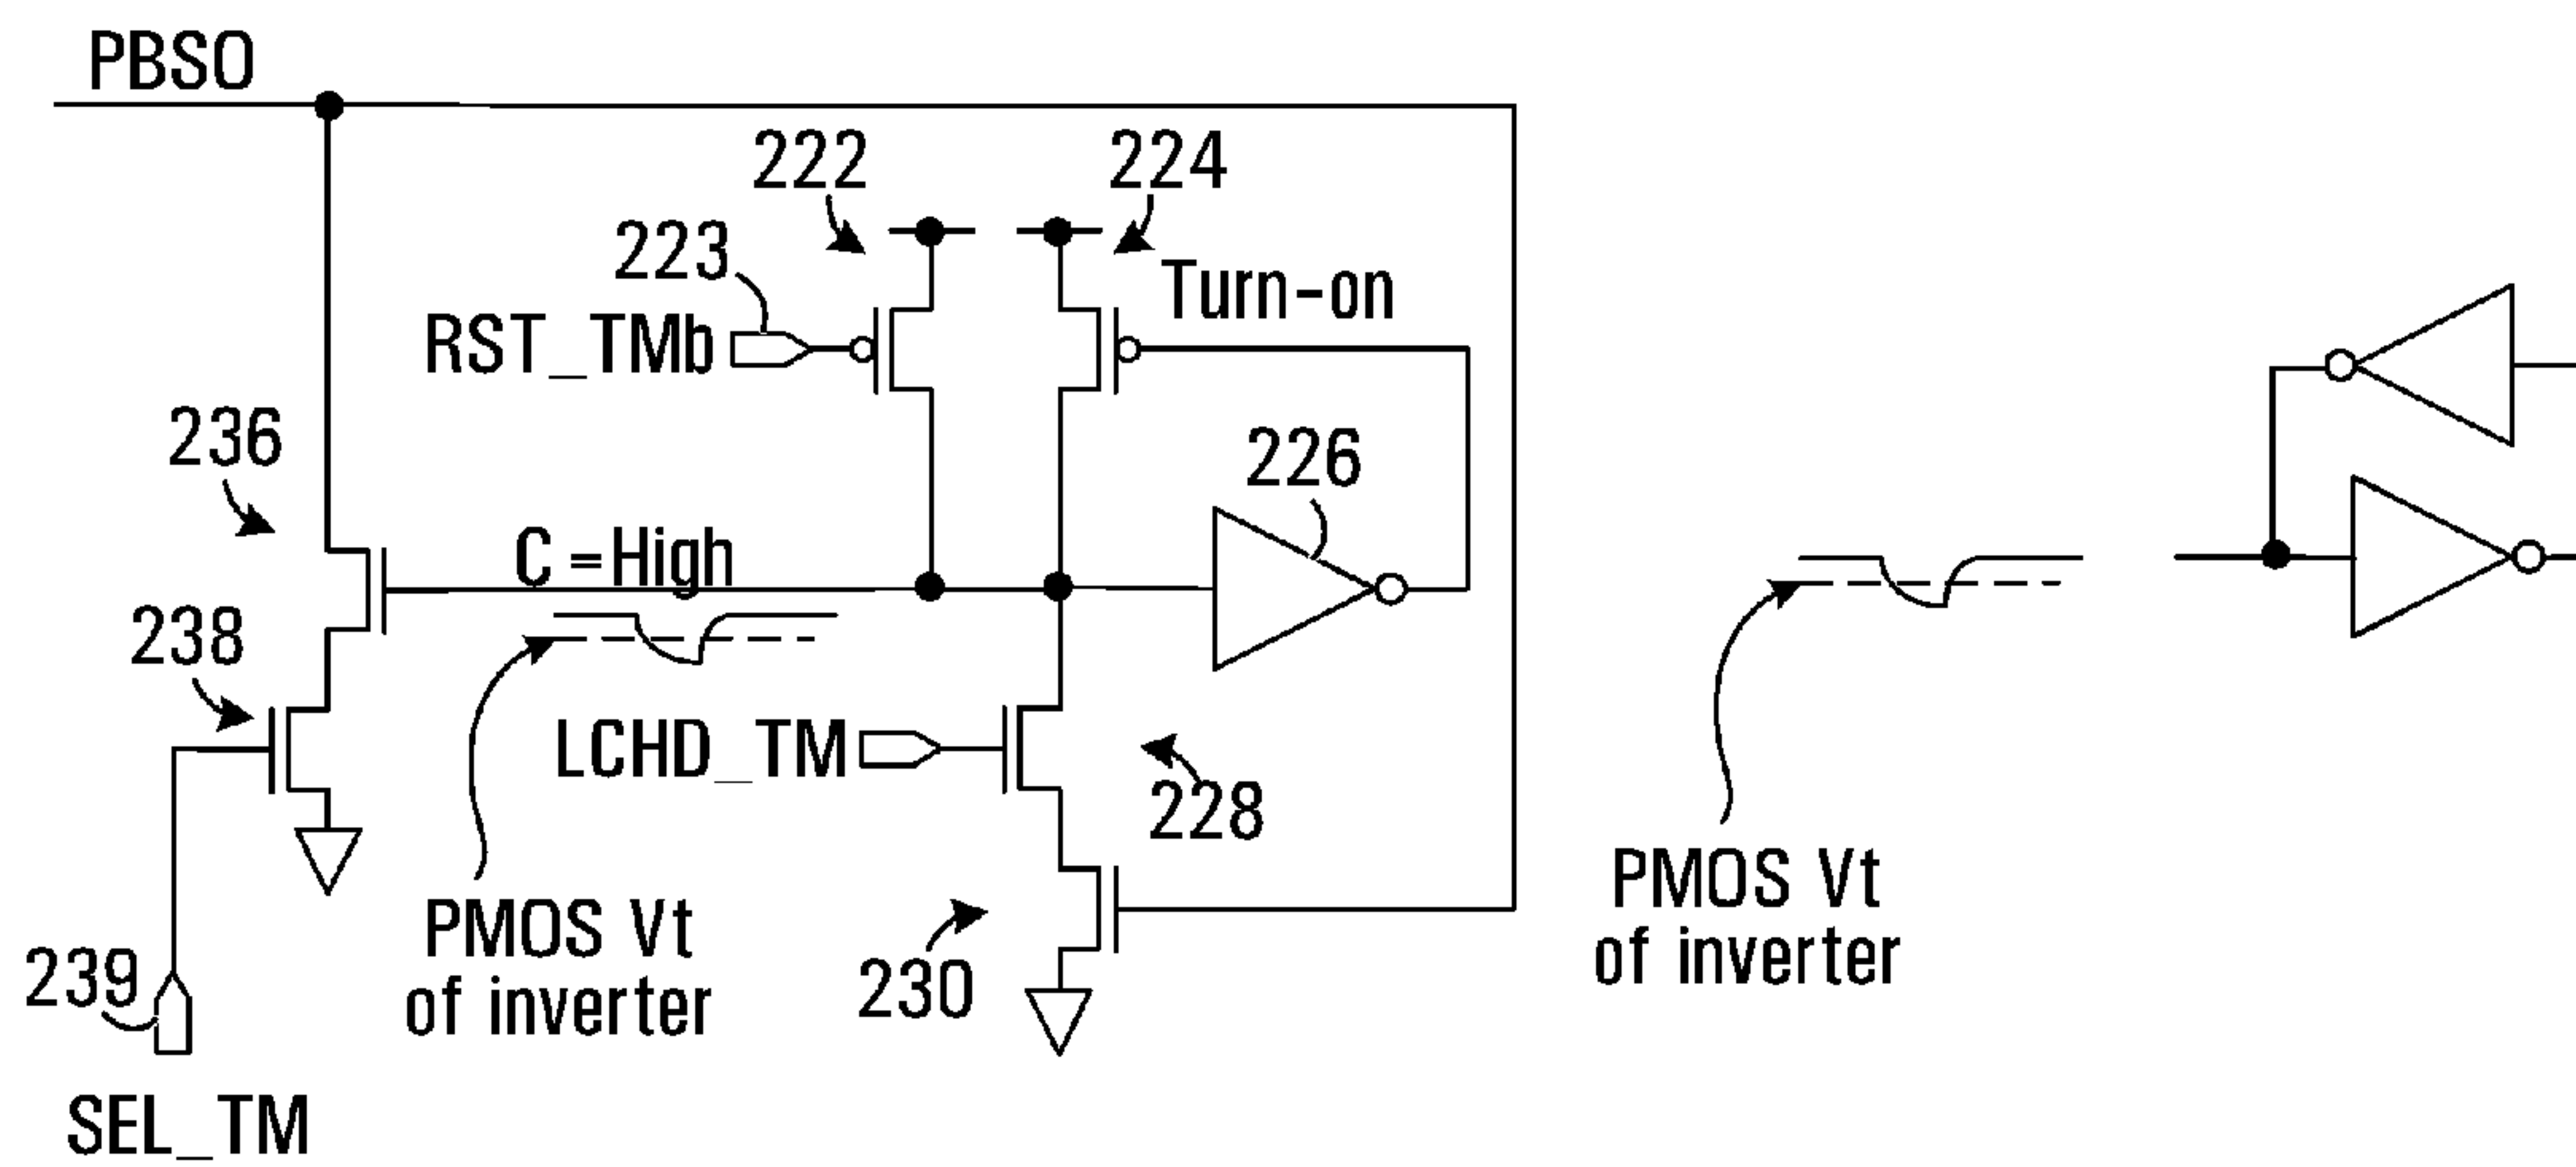 PBSO
222
224
223
Turn-on
RST_TMb
236
226
C=High
238
LCHD_TM
228
PMOS Vt
of inverter
PMOS Vt
of inverter
239
230
SEL_TM